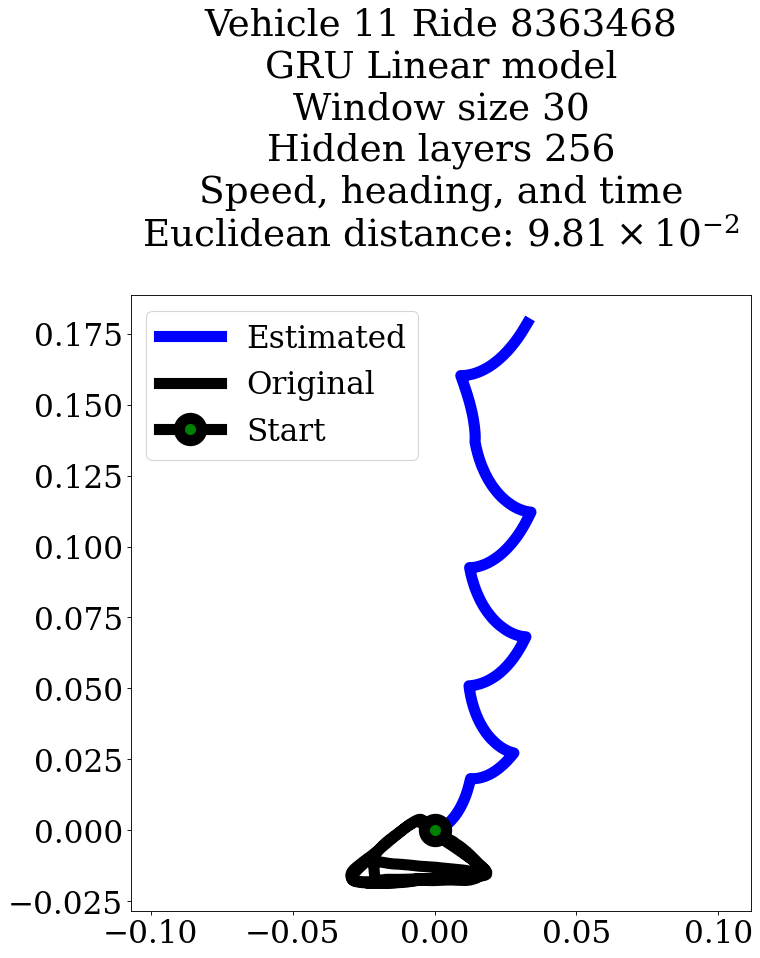 Vehicle 11 Ride 8363468
GRU Linear model
Window size 30
Hidden layers 256
Speed, heading, and time
Euclidean distance: 9.81 × 10⁻²
Estimated
Original
Start
0.175
0.150
0.125
0.100
0.075
0.050
0.025
0.000
−0.025
−0.10 −0.05 0.00 0.05 0.10